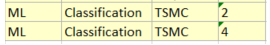 ML Classification TSMC 2
ML Classification TSMC 4